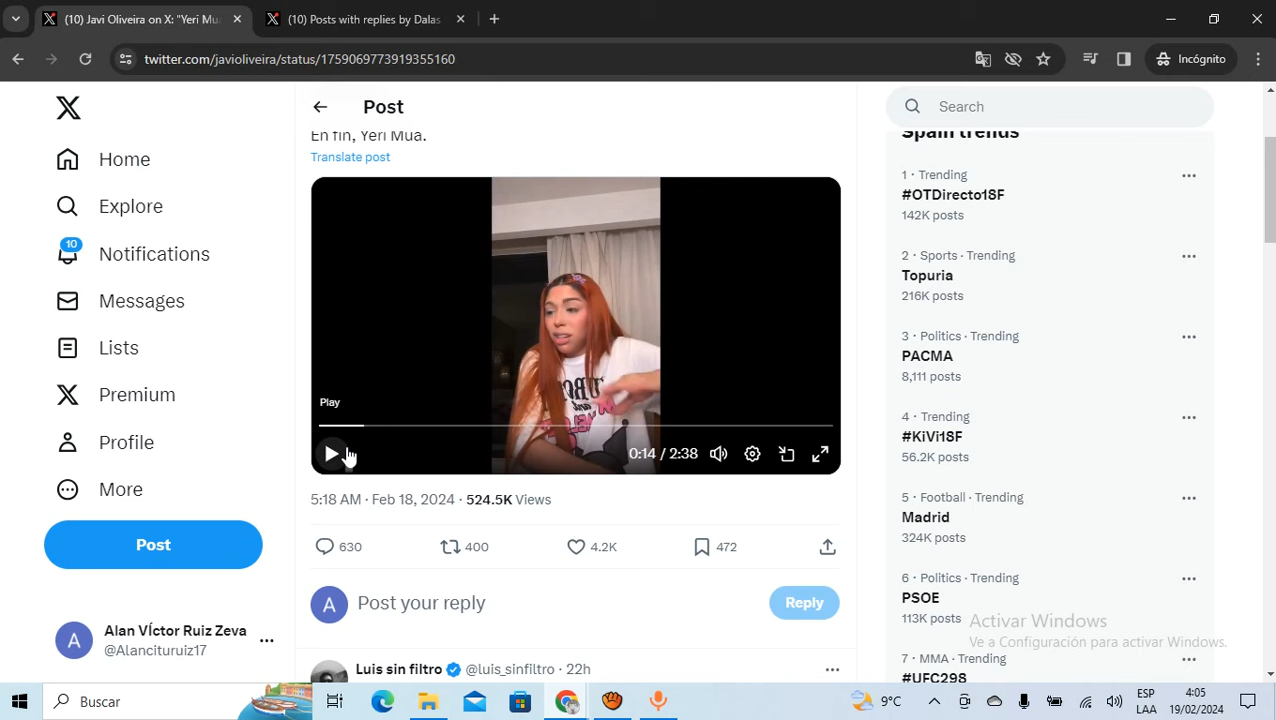 (10) Javi Oliveira on X: "Yeri Mu
(10) Posts with replies by Dalas
twitter.com/javioliveira/status/1759069773919355160
Incógnito
Home
Explore
10
Notifications
Messages
Lists
Premium
Profile
More
Post
Alan VÍctor Ruiz Zeva
@Alancituruiz17
Post
En fin, Yeri Mua.
Translate post
Play
0:14 / 2:38
5:18 AM · Feb 18, 2024 · 524.5K Views
630
400
4.2K
472
A
Post your reply
Reply
Luis sin filtro @luis_sinfiltro · 22h
Search
Spain trends
1 · Trending
#OTDirecto18F
142K posts
2 · Sports · Trending
Topuria
216K posts
3 · Politics · Trending
PACMA
8,111 posts
4 · Trending
#KiVi18F
56.2K posts
5 · Football · Trending
Madrid
324K posts
6 · Politics · Trending
PSOE
113K posts
7 · MMA · Trending
#UFC298
Activar Windows
Ve a Configuración para activar Windows.
Buscar
9°C
ESP
LAA
4:05
19/02/2024